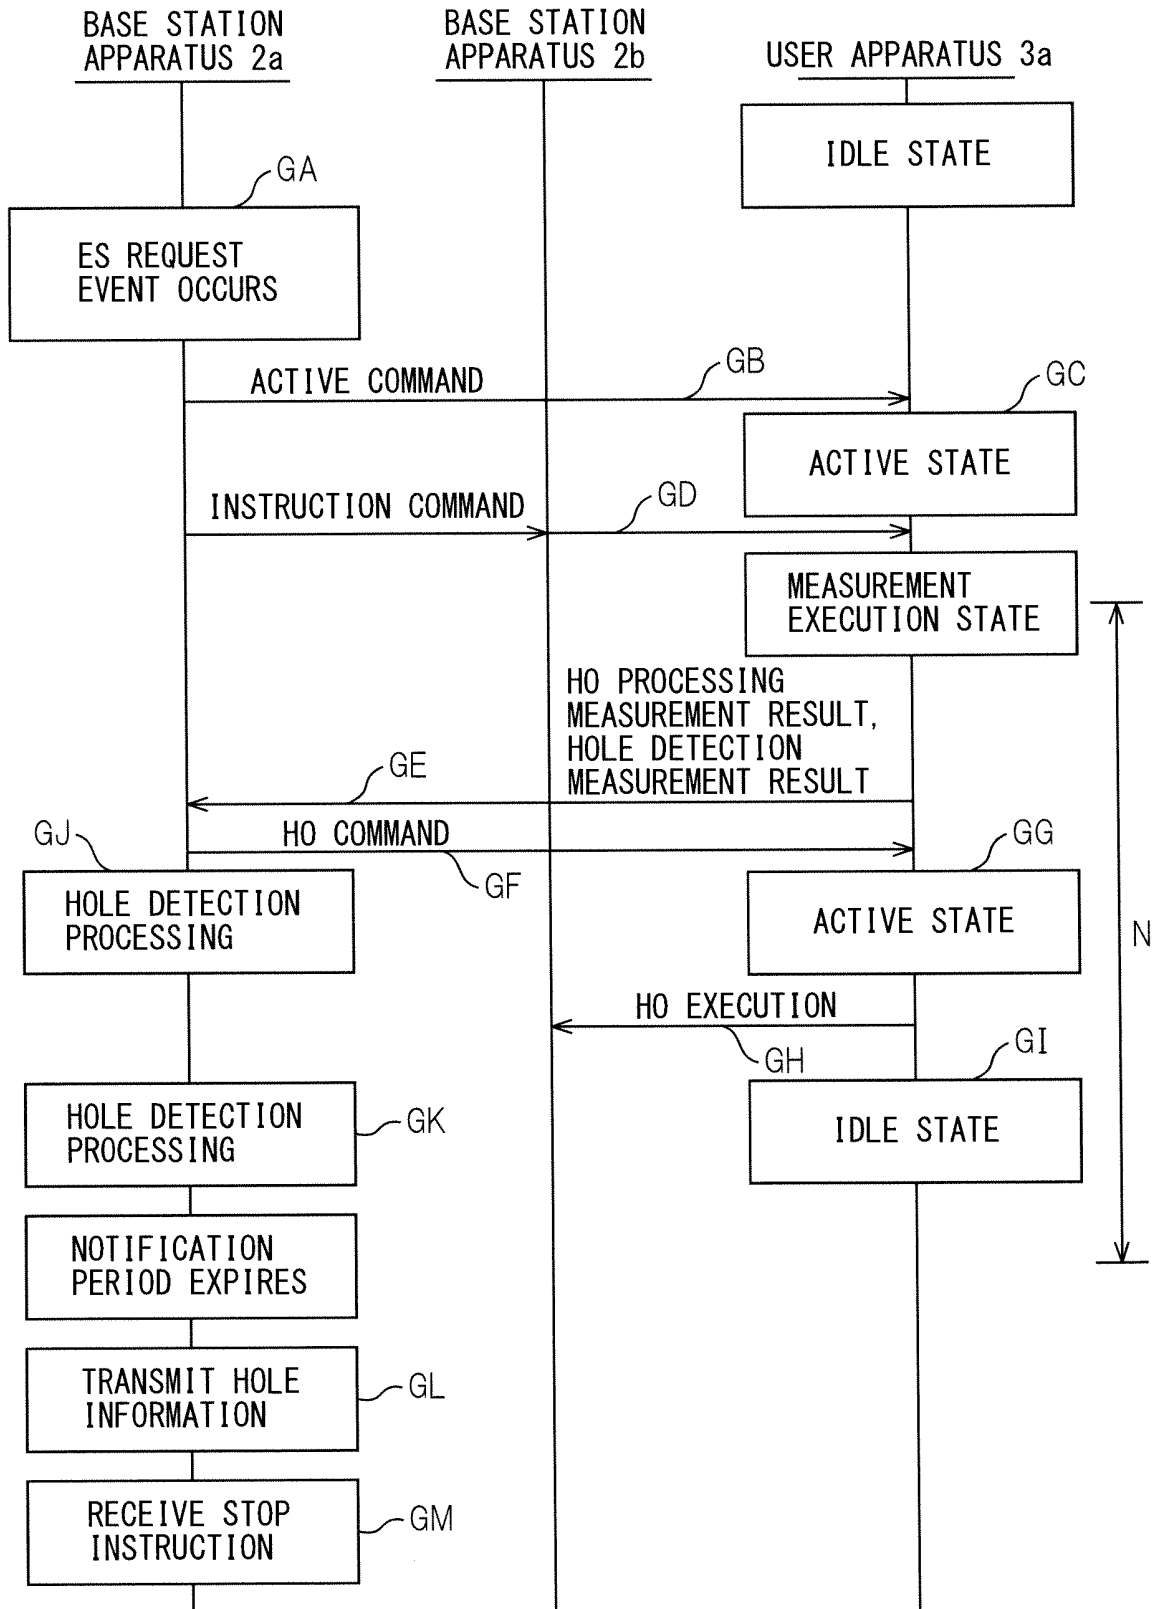 BASE STATION
APPARATUS 2a
BASE STATION
APPARATUS 2b
USER APPARATUS 3a
IDLE STATE
GA
ES REQUEST
EVENT OCCURS
ACTIVE COMMAND
GB
GC
ACTIVE STATE
INSTRUCTION COMMAND
GD
MEASUREMENT
EXECUTION STATE
HO PROCESSING
MEASUREMENT RESULT,
HOLE DETECTION
MEASUREMENT RESULT
GE
HO COMMAND
GF
GJ
GG
HOLE DETECTION
PROCESSING
ACTIVE STATE
N
HO EXECUTION
GH
GI
HOLE DETECTION
PROCESSING
GK
IDLE STATE
NOTIFICATION
PERIOD EXPIRES
TRANSMIT HOLE
INFORMATION
GL
RECEIVE STOP
INSTRUCTION
GM